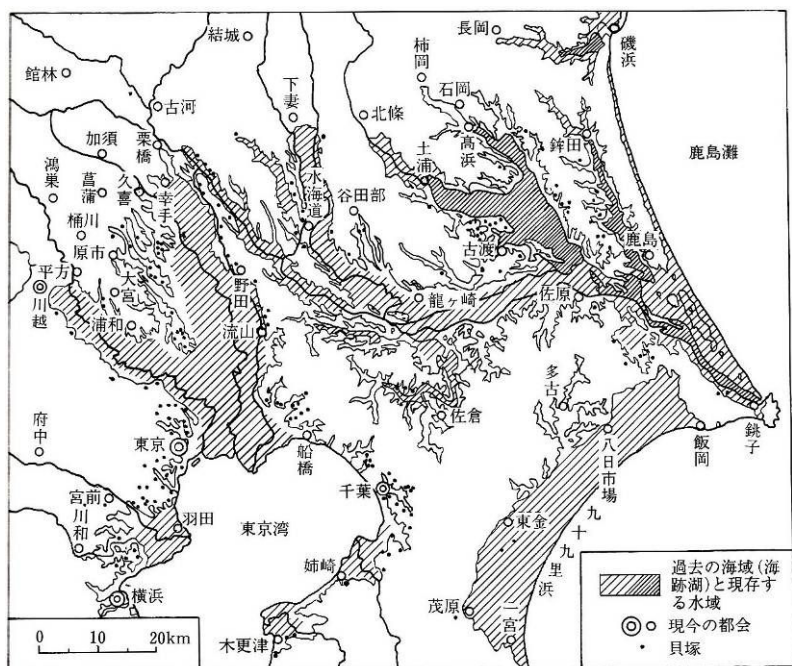 結城
長岡
磯浜
柿岡
館林
石岡
下妻
古河
北條
高浜
鉾田
鹿島灘
加須
栗橋
土浦
鴻巣
菖蒲
久喜
幸手
水海道
谷田部
桶川
原市
古渡
鹿島
平方
大宮
野田
川越
龍ヶ崎
佐原
浦和
流山
多古
佐倉
府中
東京
船橋
八日市場
飯岡
銚子
千葉
宮前
羽田
東京湾
川和
東金
九十九里浜
姉崎
横浜
茂原
一宮
木更津
0 10 20km
過去の海域(海
跡湖)と現存す
る水域
現今の都会
貝塚